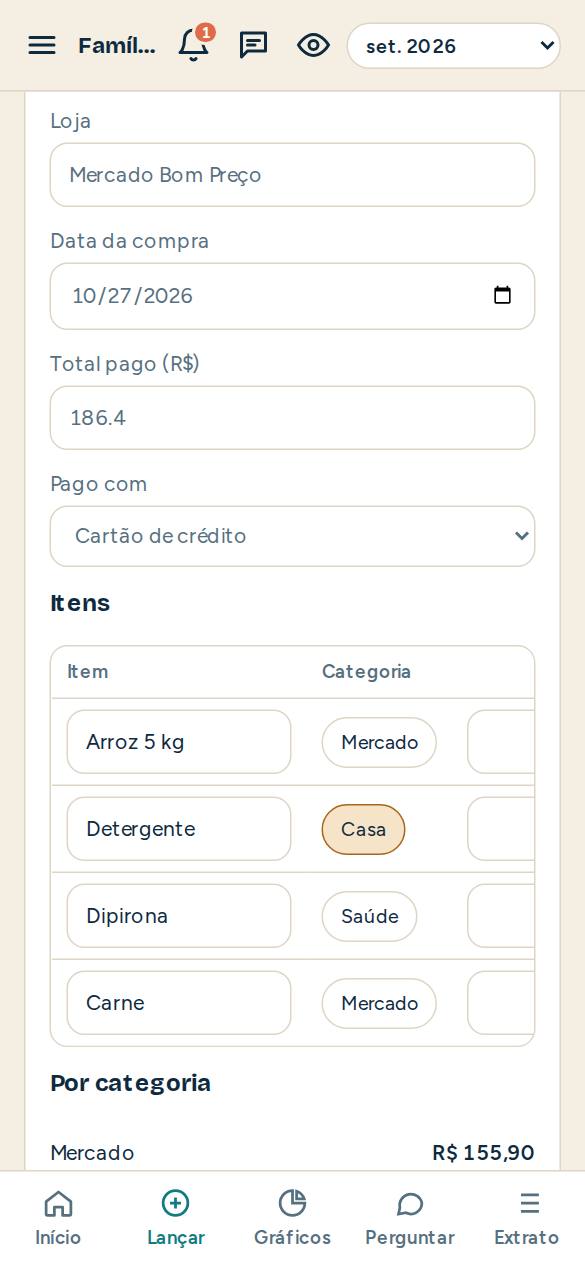 Famíl...
1
set. 2026
Loja
Mercado Bom Preço
Data da compra
10/27/2026
Total pago (R$)
186.4
Pago com
Cartão de crédito
Itens
Item Categoria
Arroz 5 kg Mercado
Detergente Casa
Dipirona Saúde
Carne Mercado
Por categoria
Mercado R$ 155,90
Início Lançar Gráficos Perguntar Extrato